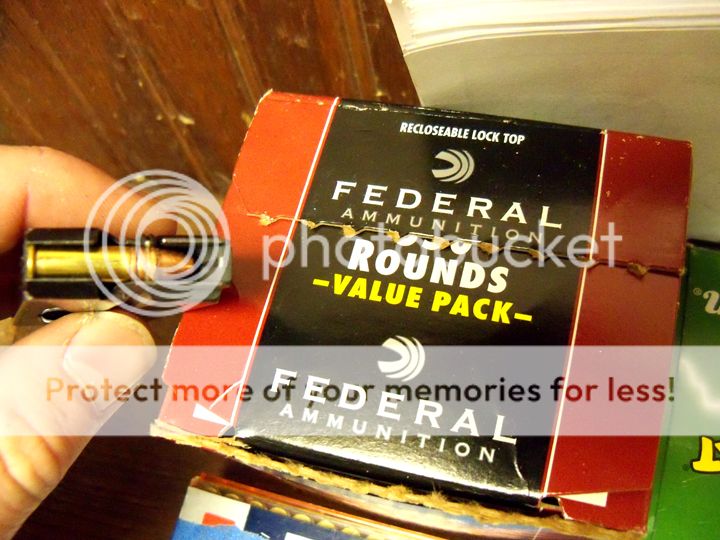 RECLOSEABLE LOCK TOP
FEDERAL
AMMUNITION
ROUNDS
–VALUE PACK–
FEDERAL
AMMUNITION
photobucket
Protect more of your memories for less!